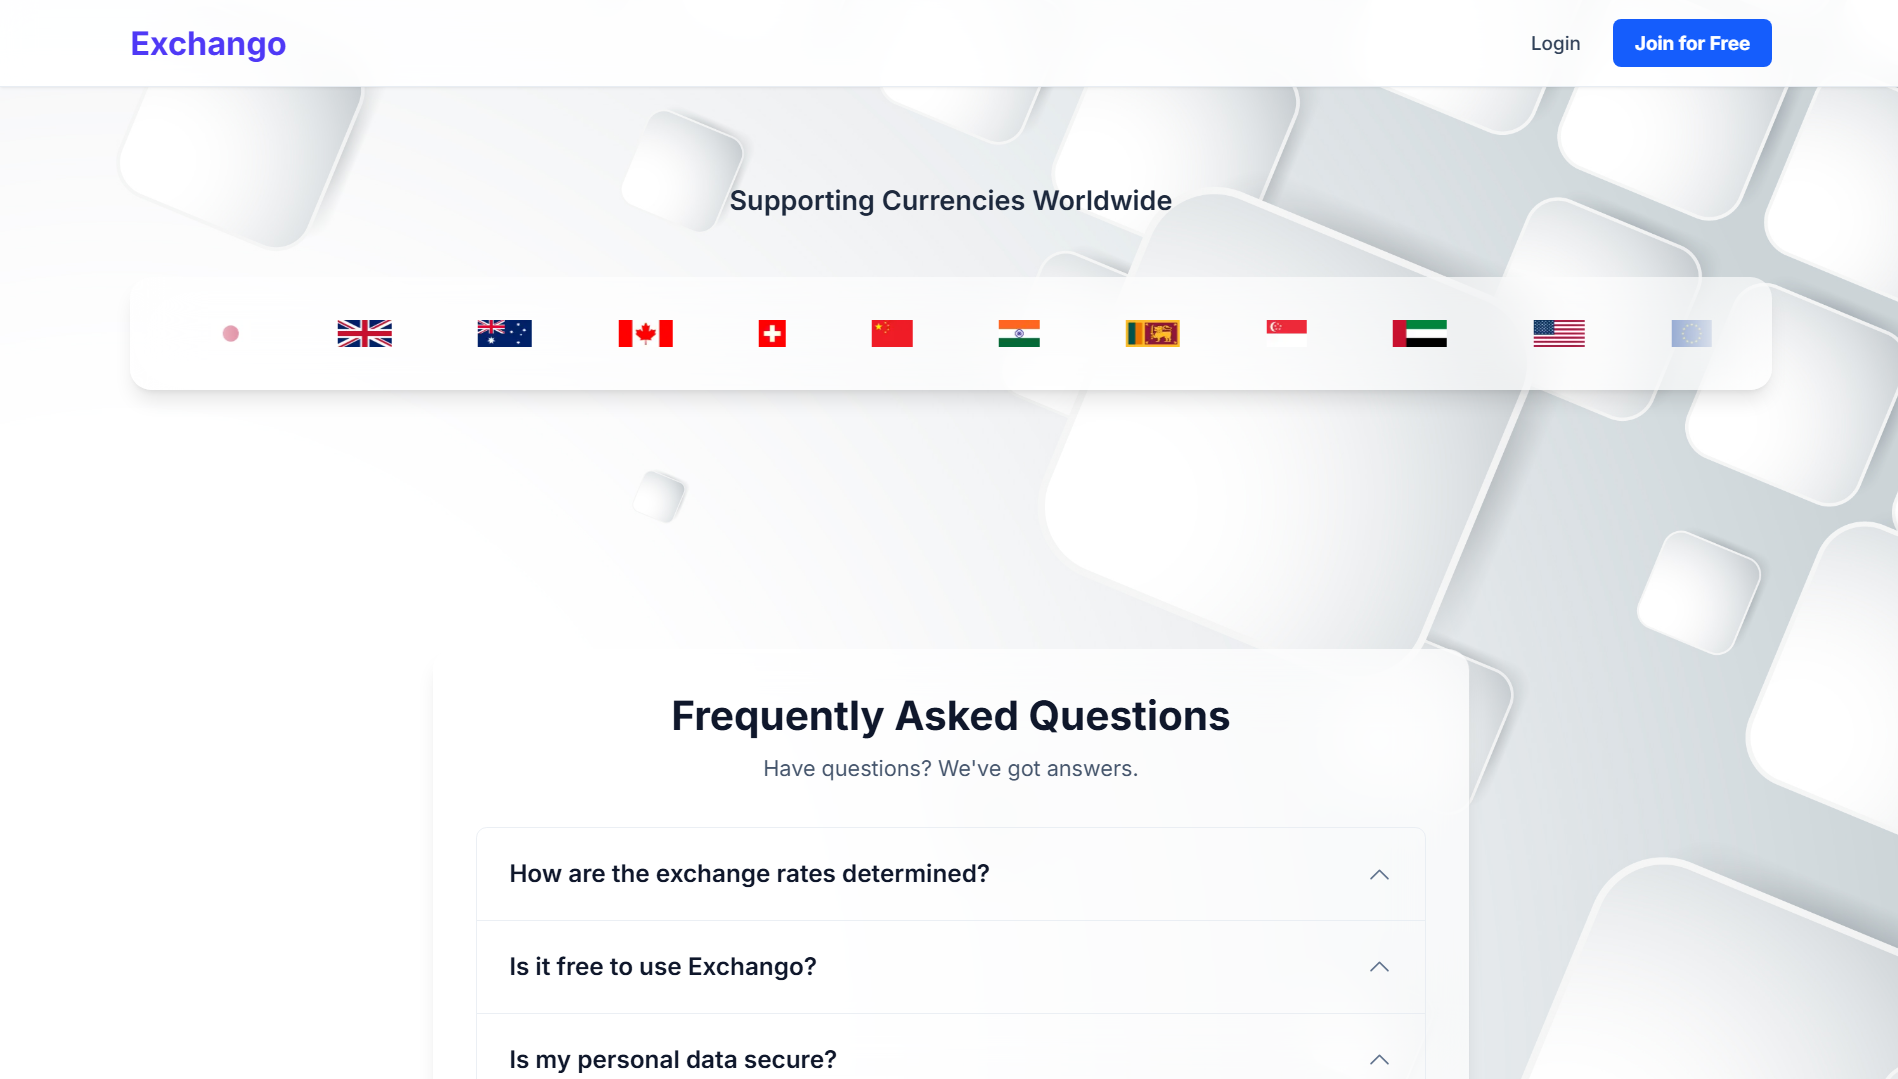 Exchango
Login
Join for Free
Supporting Currencies Worldwide
Frequently Asked Questions
Have questions? We've got answers.
How are the exchange rates determined?
Is it free to use Exchango?
Is my personal data secure?